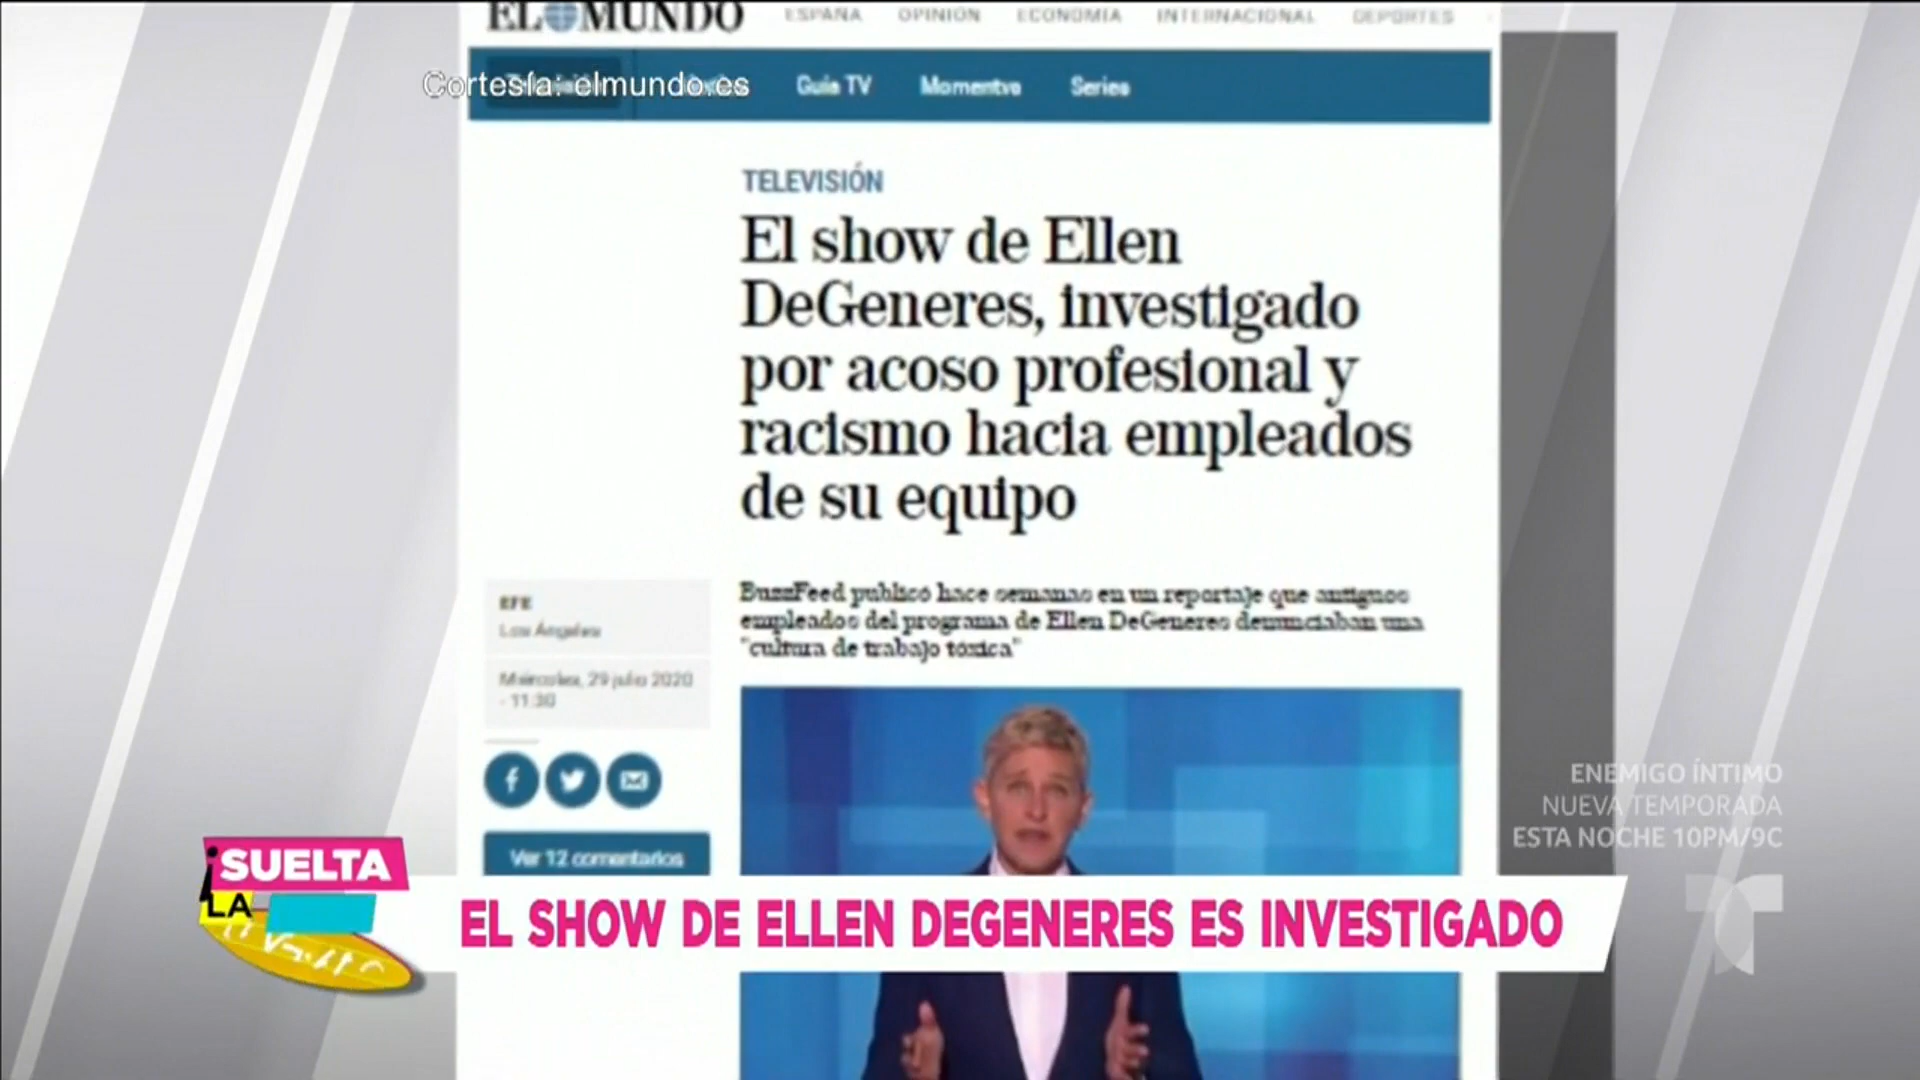 EL MUNDO
ESPAÑA OPINIÓN ECONOMÍA INTERNACIONAL DEPORTES
Cortesía: elmundo.es
Guía TV Momentvs Series
TELEVISIÓN
El show de Ellen
DeGeneres, investigado
por acoso profesional y
racismo hacia empleados
de su equipo
BuzzFeed publicó hace semanas en un reportaje que antiguos
empleados del programa de Ellen DeGeneres denunciaban una
"cultura de trabajo tóxica"
EFE
Los Ángeles
Miércoles, 29 julio 2020
- 11:30
Ver 12 comentarios
ENEMIGO ÍNTIMO
NUEVA TEMPORADA
ESTA NOCHE 10PM/9C
¡SUELTA
LA
EL SHOW DE ELLEN DEGENERES ES INVESTIGADO